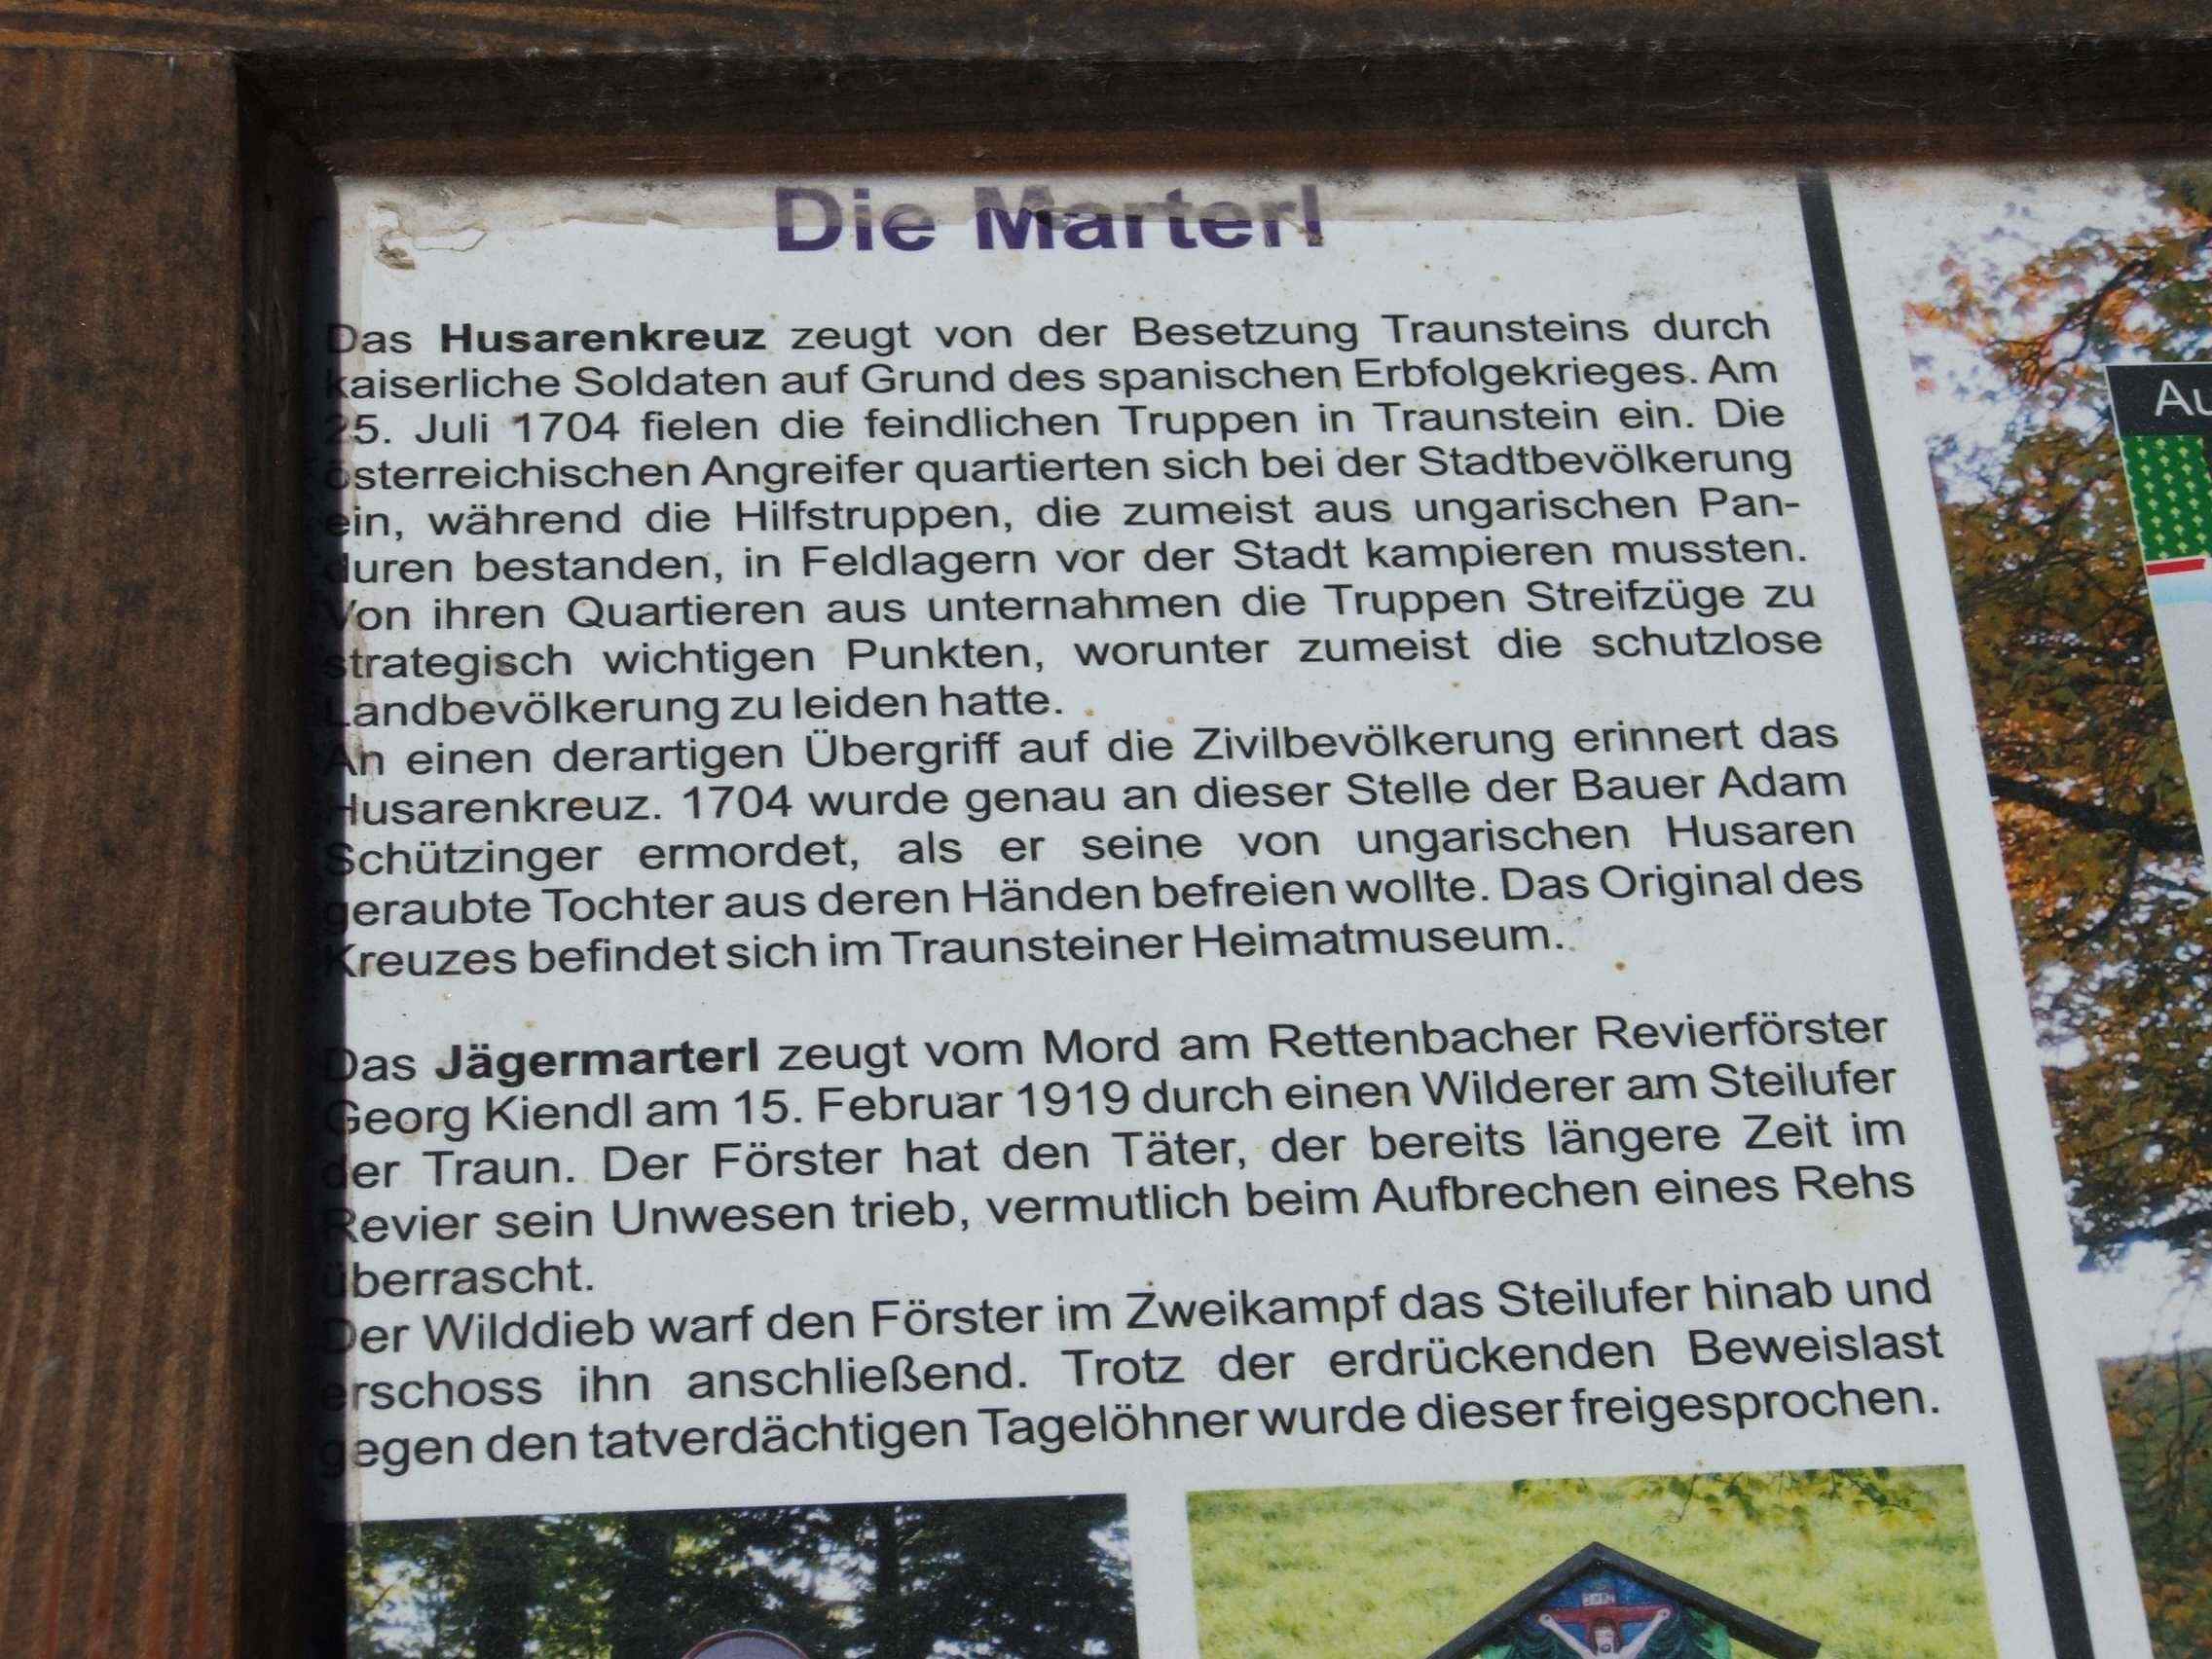 Die Marterl
Das Husarenkreuz zeugt von der Besetzung Traunsteins durch
kaiserliche Soldaten auf Grund des spanischen Erbfolgekrieges. Am
25. Juli 1704 fielen die feindlichen Truppen in Traunstein ein. Die
österreichischen Angreifer quartierten sich bei der Stadtbevölkerung
ein, während die Hilfstruppen, die zumeist aus ungarischen Pan-
duren bestanden, in Feldlagern vor der Stadt kampieren mussten.
Von ihren Quartieren aus unternahmen die Truppen Streifzüge zu
strategisch wichtigen Punkten, worunter zumeist die schutzlose
Landbevölkerung zu leiden hatte.
An einen derartigen Übergriff auf die Zivilbevölkerung erinnert das
Husarenkreuz. 1704 wurde genau an dieser Stelle der Bauer Adam
Schützinger ermordet, als er seine von ungarischen Husaren
geraubte Tochter aus deren Händen befreien wollte. Das Original des
Kreuzes befindet sich im Traunsteiner Heimatmuseum.
Das Jägermarterl zeugt vom Mord am Rettenbacher Revierförster
Georg Kiendl am 15. Februar 1919 durch einen Wilderer am Steilufer
der Traun. Der Förster hat den Täter, der bereits längere Zeit im
Revier sein Unwesen trieb, vermutlich beim Aufbrechen eines Rehs
überrascht.
Der Wilddieb warf den Förster im Zweikampf das Steilufer hinab und
erschoss ihn anschließend. Trotz der erdrückenden Beweislast
gegen den tatverdächtigen Tagelöhner wurde dieser freigesprochen.